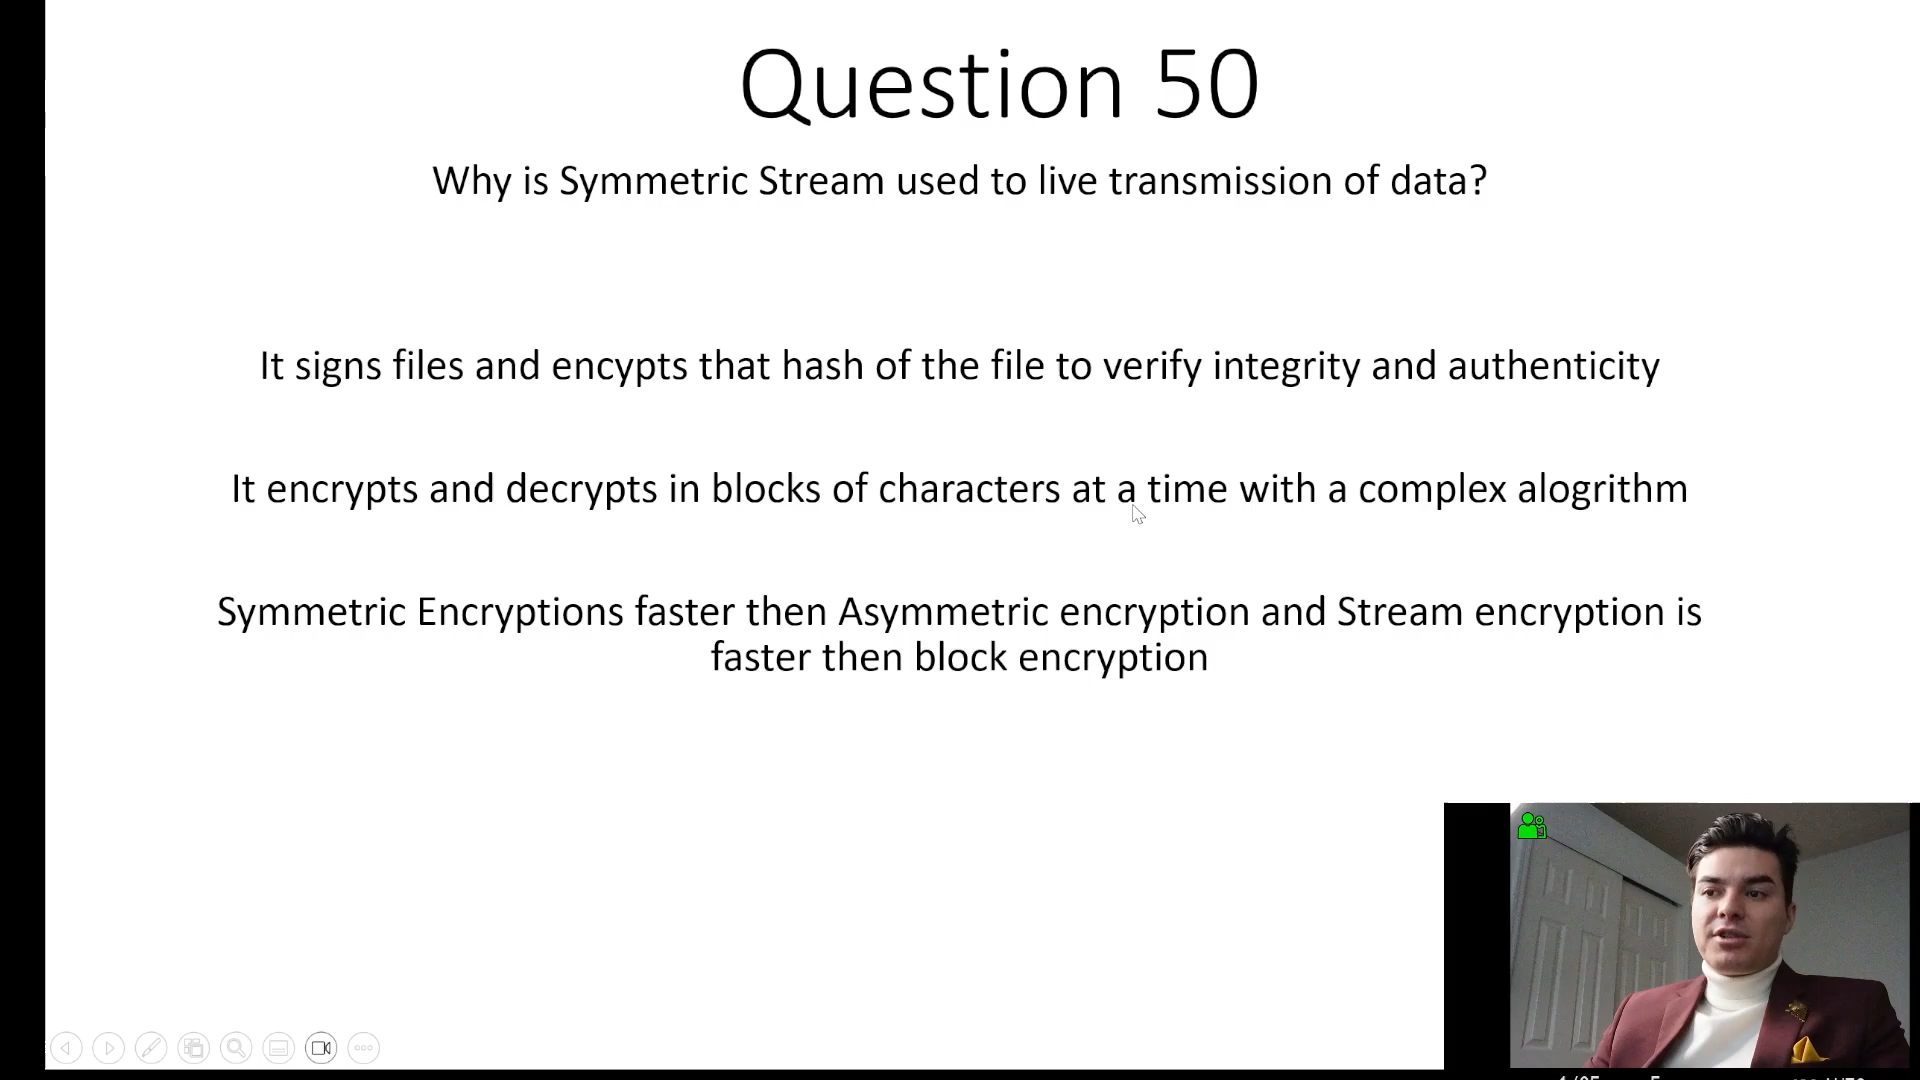 Question 50
Why is Symmetric Stream used to live transmission of data?
It signs files and encypts that hash of the file to verify integrity and authenticity
It encrypts and decrypts in blocks of characters at a time with a complex alogrithm
Symmetric Encryptions faster then Asymmetric encryption and Stream encryption is
faster then block encryption